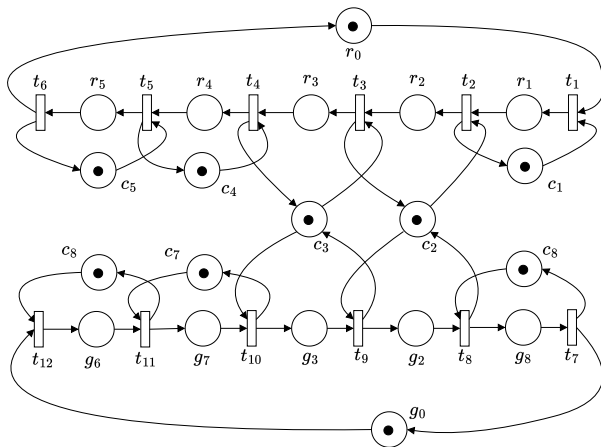 r₀
t₆ r₅ t₅ r₄ t₄ r₃ t₃ r₂ t₂ r₁ t₁
c₅ c₄ c₁
c₃ c₂
c₈ c₇ c₈
t₁₂ g₆ t₁₁ g₇ t₁₀ g₃ t₉ g₂ t₈ g₈ t₇
g₀